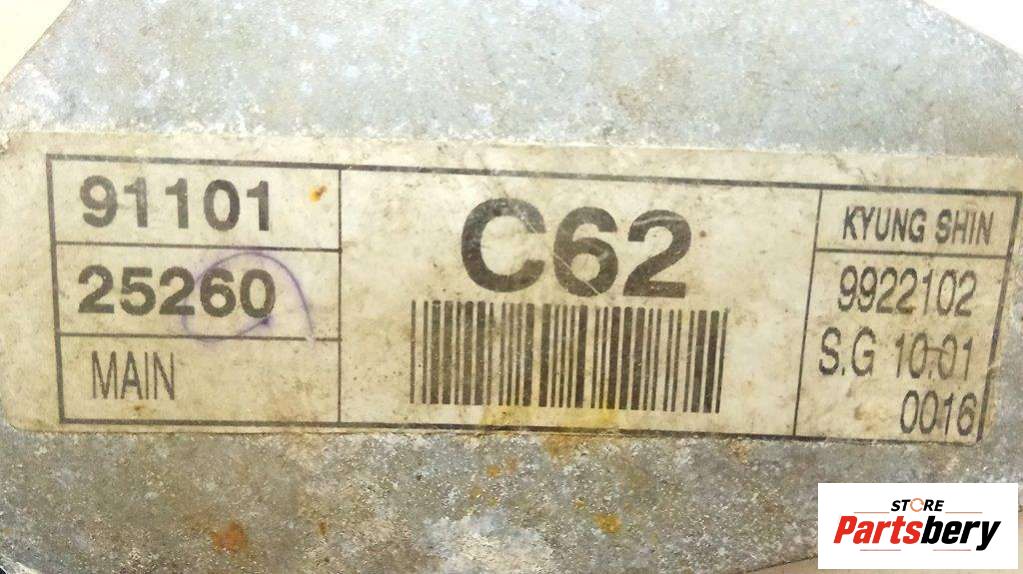 91101
25260
MAIN
C62
KYUNG SHIN
9922102
S.G 10.01
0016
STORE
Partsbery